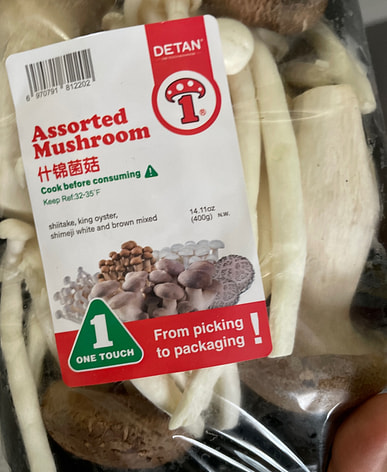 DETAN®
6 970791 812202
1®
Assorted
Mushroom
什锦菌菇
Cook before consuming
Keep Ref:32-35°F
shiitake, king oyster,
shimeji white and brown mixed
14.11oz
(400g) N.W.
1
ONE TOUCH
From picking
to packaging!